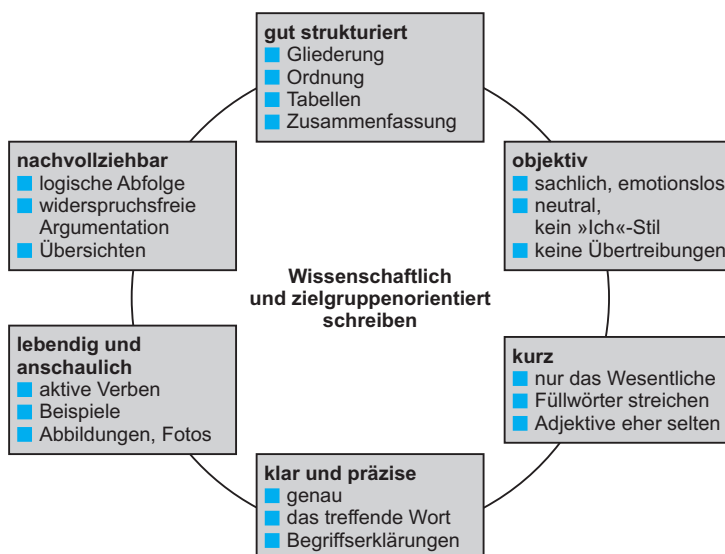 gut strukturiert
Gliederung
Ordnung
Tabellen
Zusammenfassung
nachvollziehbar
logische Abfolge
widerspruchsfreie
Argumentation
Übersichten
objektiv
sachlich, emotionslos
neutral,
kein »Ich«-Stil
keine Übertreibungen
Wissenschaftlich
und zielgruppenorientiert
schreiben
lebendig und
anschaulich
aktive Verben
Beispiele
Abbildungen, Fotos
kurz
nur das Wesentliche
Füllwörter streichen
Adjektive eher selten
klar und präzise
genau
das treffende Wort
Begriffserklärungen